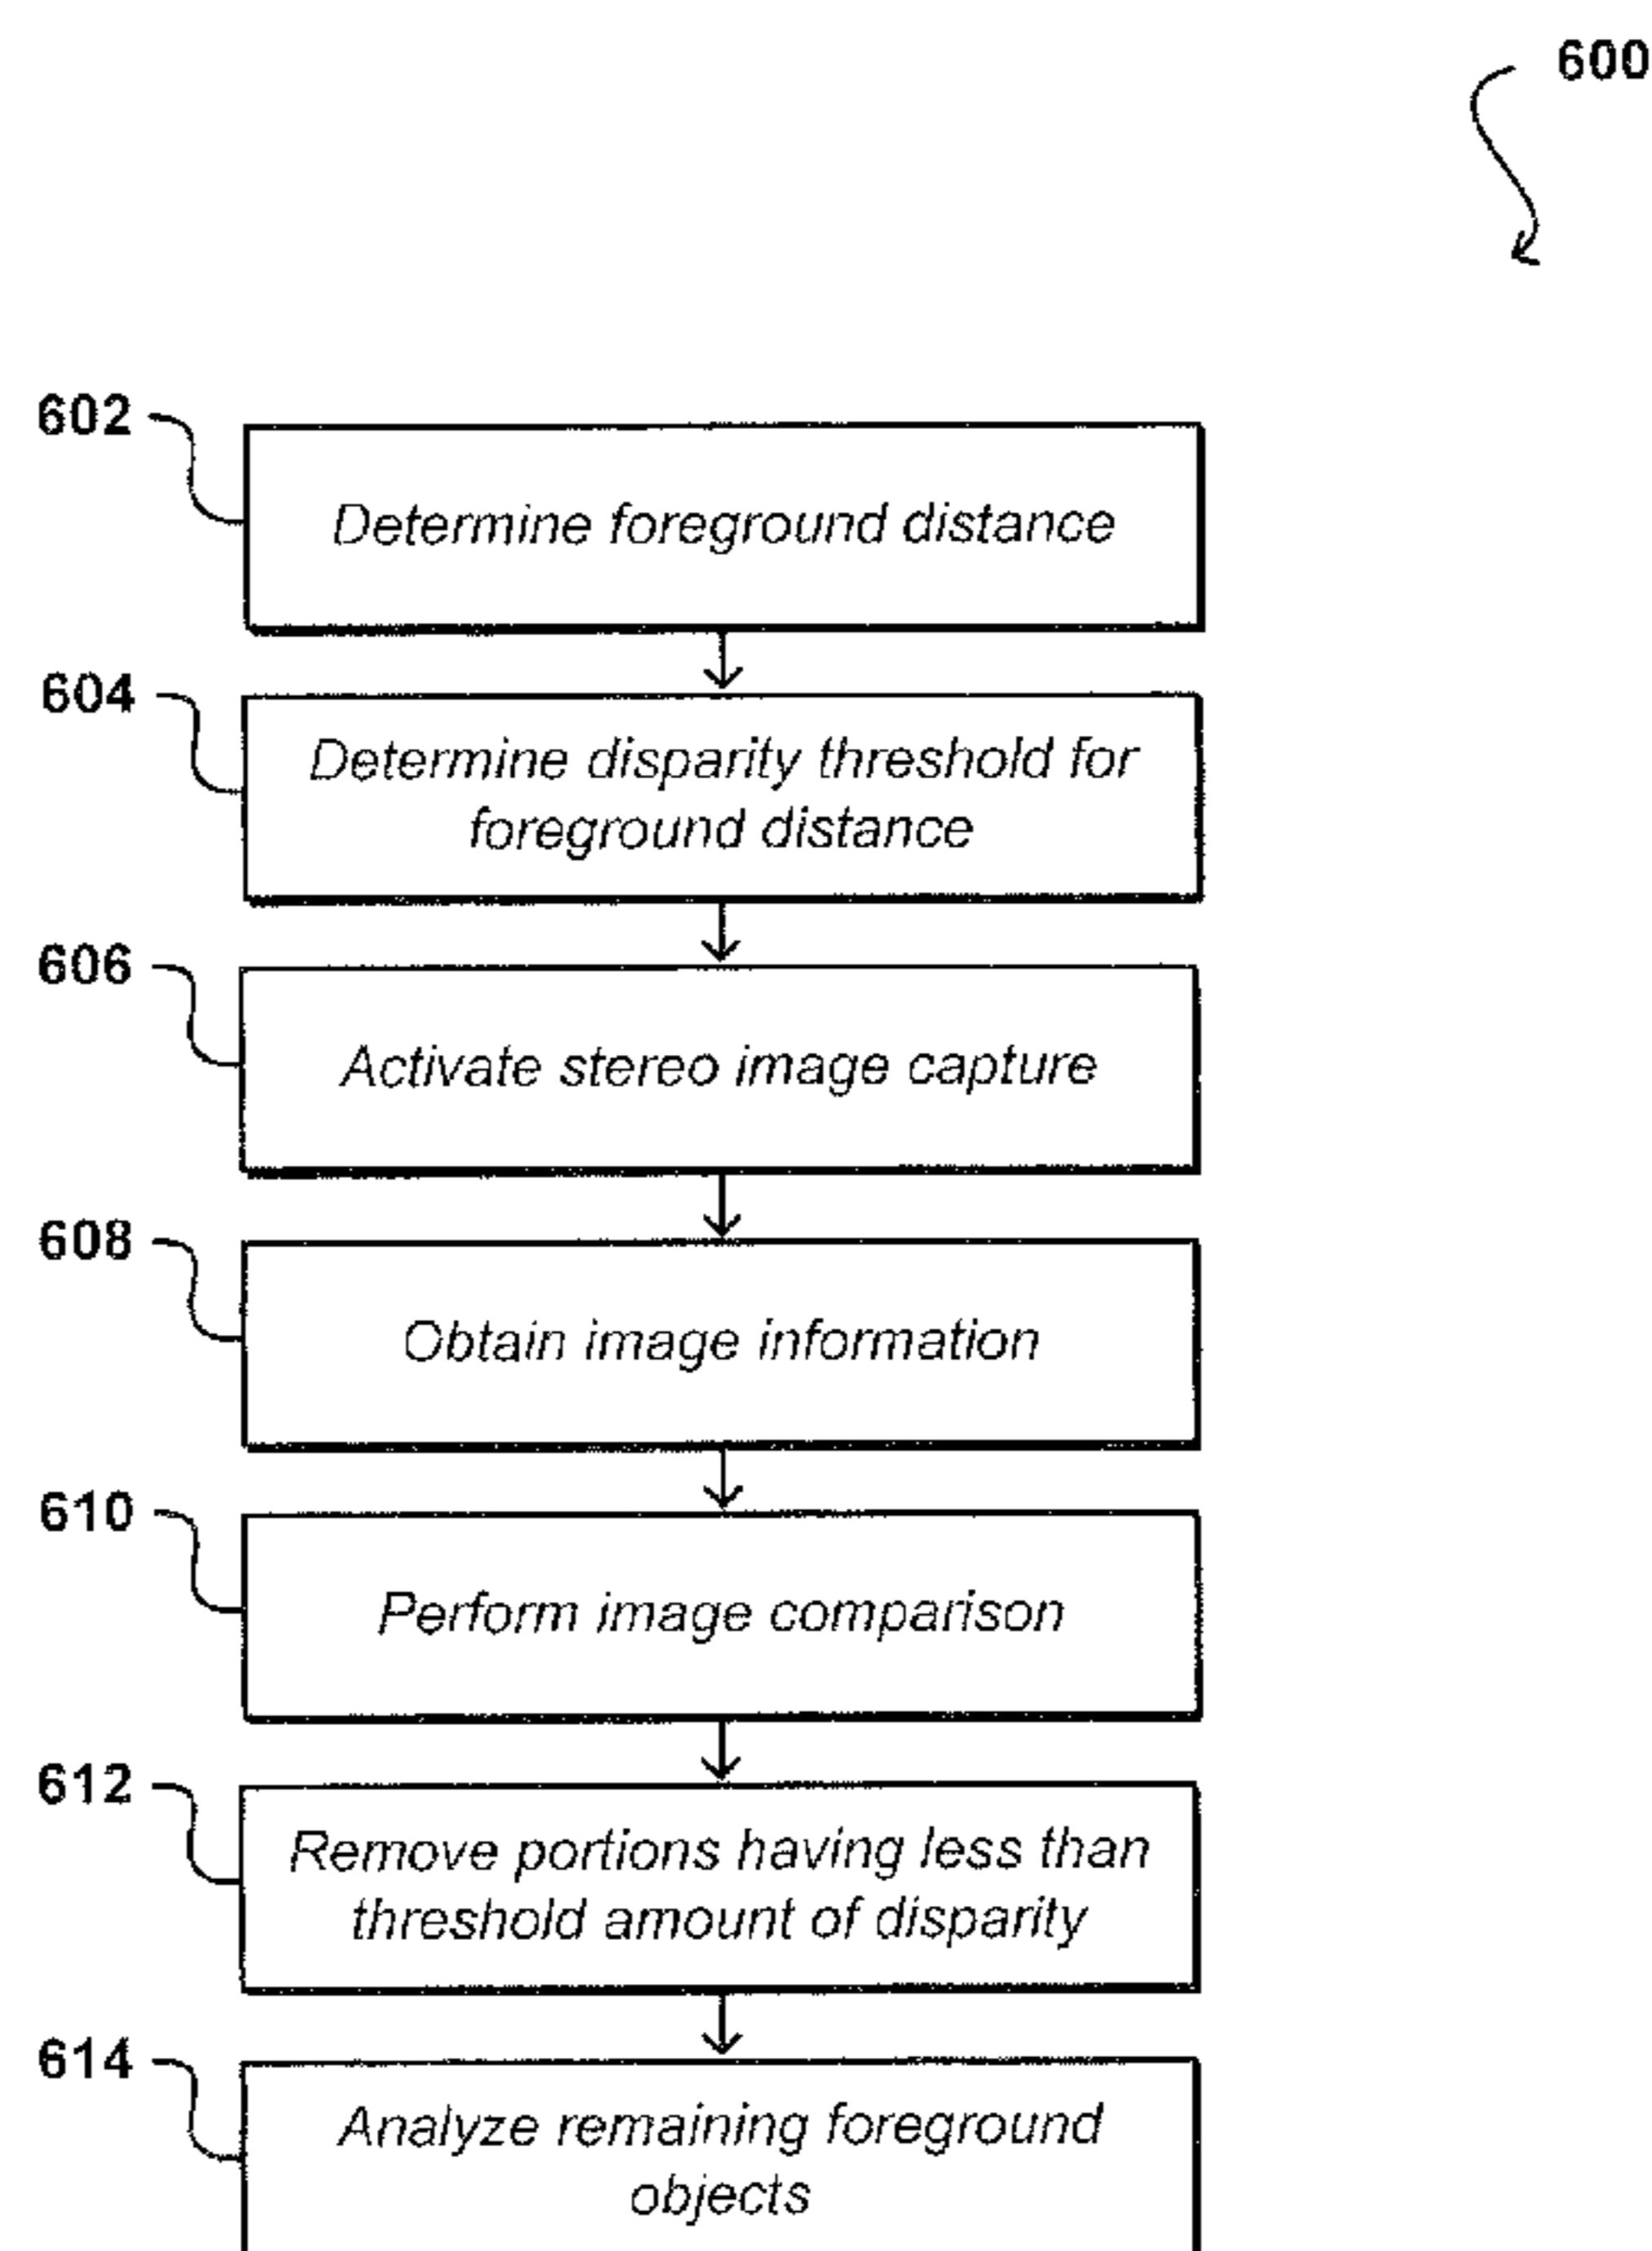 600
602
Determine foreground distance
604
Determine disparity threshold for
foreground distance
606
Activate stereo image capture
608
Obtain image information
610
Perform image comparison
612
Remove portions having less than
threshold amount of disparity
614
Analyze remaining foreground
objects